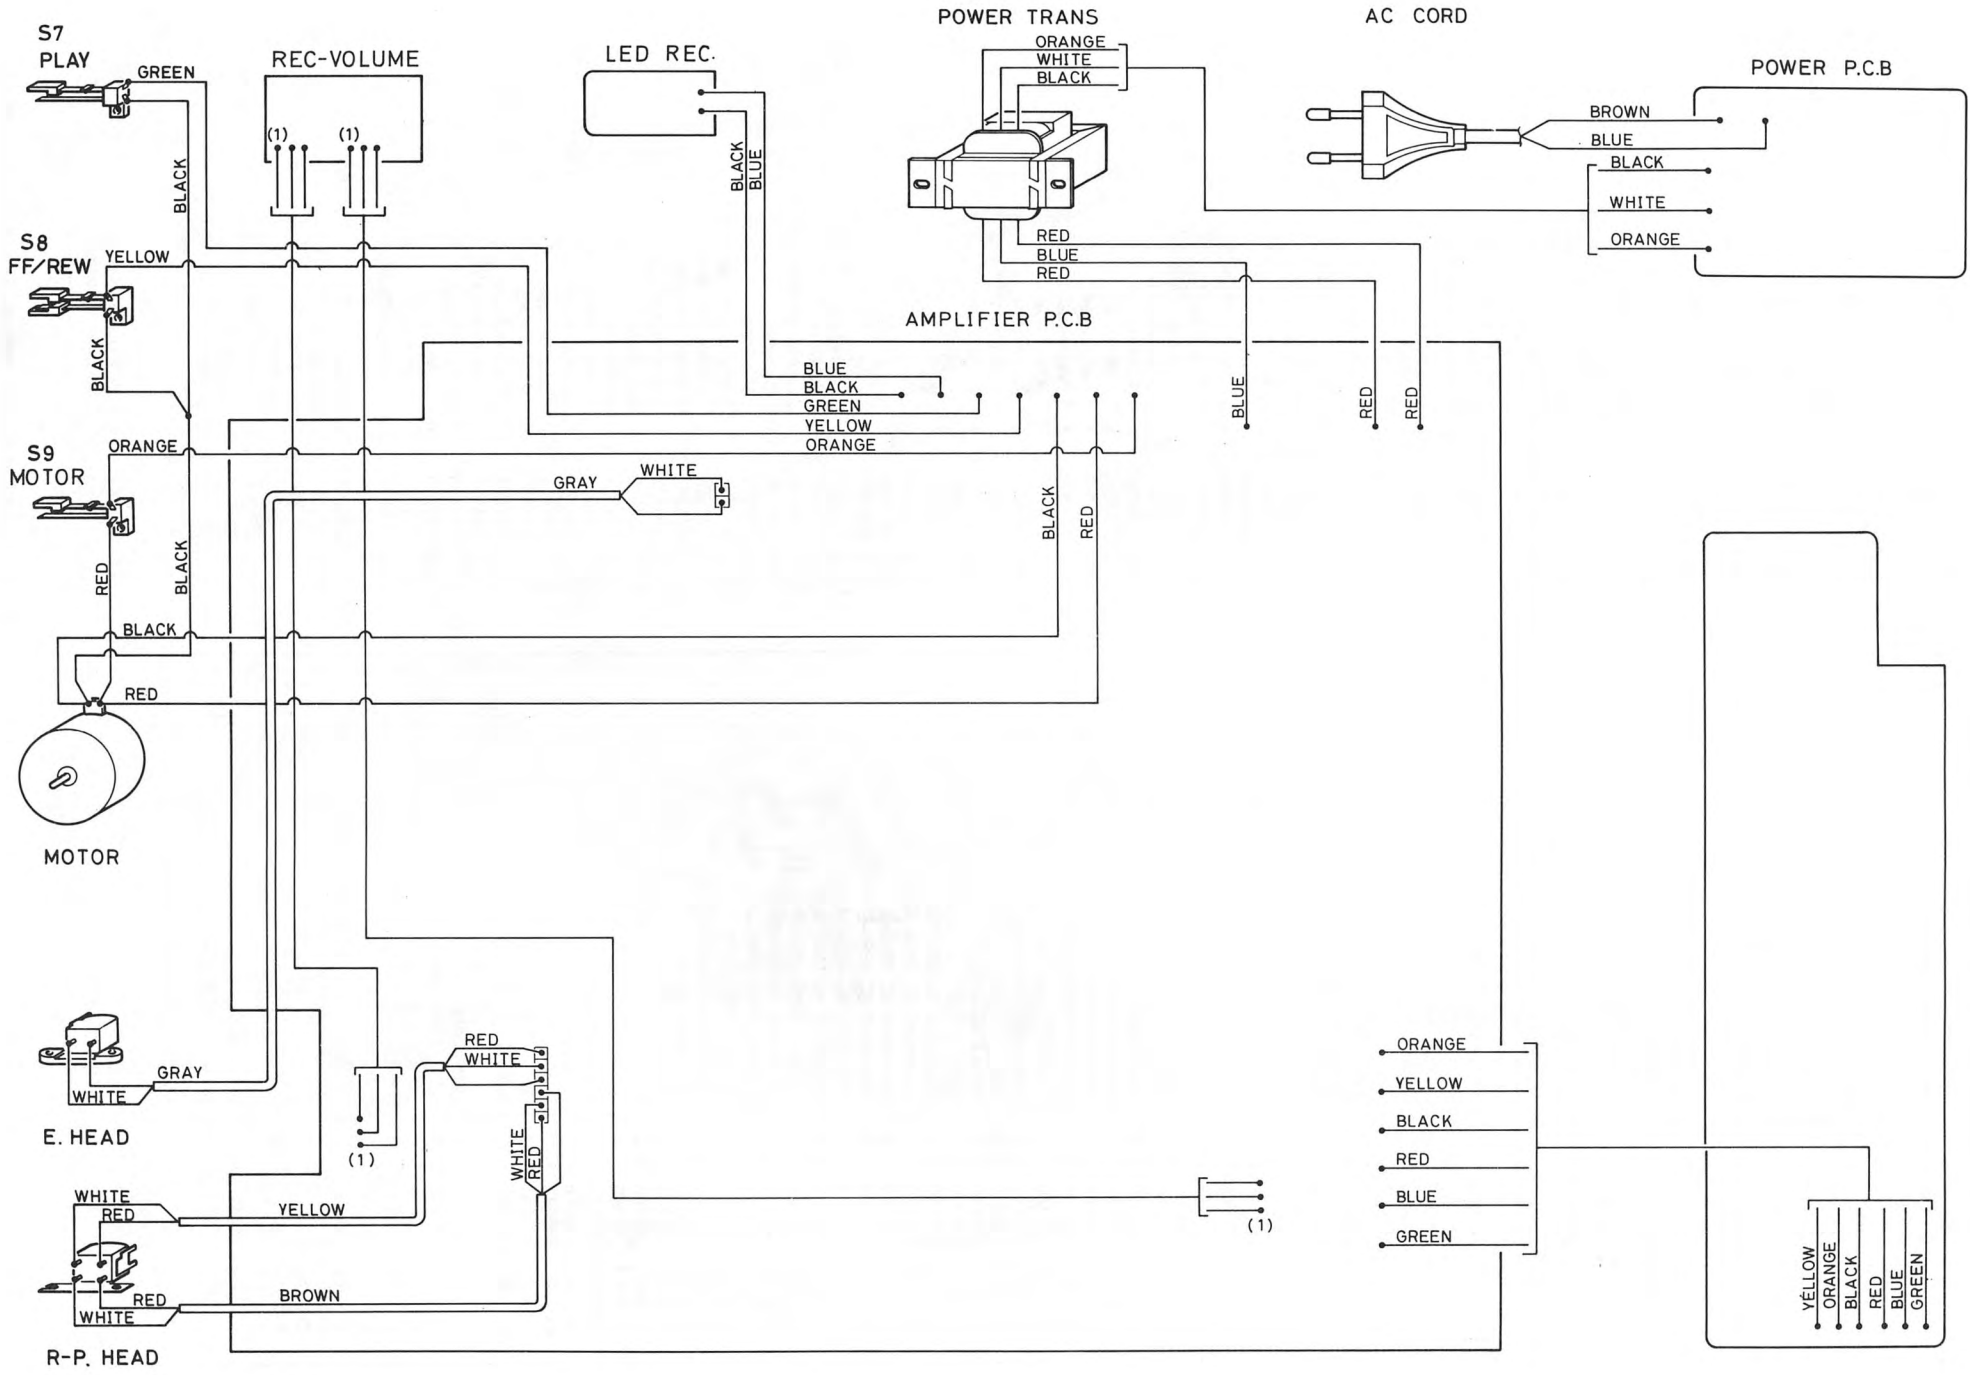 POWER TRANS
AC CORD
S7
PLAY
GREEN
REC-VOLUME
LED REC.
ORANGE
WHITE
BLACK
POWER P.C.B
BROWN
BLUE
BLACK
WHITE
ORANGE
(1)
(1)
BLACK
BLACK
BLUE
S8
FF/REW
YELLOW
RED
BLUE
RED
AMPLIFIER P.C.B
BLACK
BLUE
BLACK
GREEN
YELLOW
ORANGE
BLUE
RED
RED
S9
MOTOR
ORANGE
GRAY
WHITE
BLACK
RED
RED
BLACK
BLACK
RED
MOTOR
GRAY
WHITE
E. HEAD
RED
WHITE
(1)
WHITE
RED
WHITE
RED
YELLOW
RED
WHITE
BROWN
R-P. HEAD
(1)
ORANGE
YELLOW
BLACK
RED
BLUE
GREEN
YELLOW
ORANGE
BLACK
RED
BLUE
GREEN